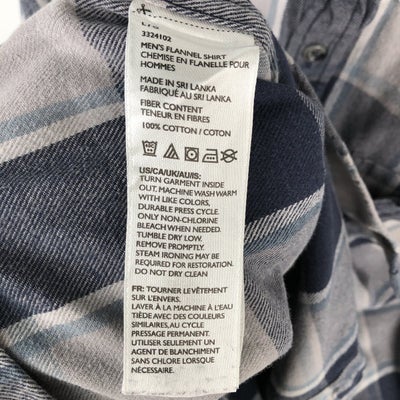 3324102
MEN'S FLANNEL SHIRT
CHEMISE EN FLANELLE POUR
HOMMES
MADE IN SRI LANKA
FABRIQUÉ AU SRI LANKA
FIBER CONTENT
TENEUR EN FIBRES
100% COTTON / COTON
US/CA/UK/AU/IS:
TURN GARMENT INSIDE
OUT. MACHINE WASH WARM
WITH LIKE COLORS,
DURABLE PRESS CYCLE.
ONLY NON-CHLORINE
BLEACH WHEN NEEDED.
TUMBLE DRY LOW.
REMOVE PROMPTLY.
STEAM IRONING MAY BE
REQUIRED FOR RESTORATION.
DO NOT DRY CLEAN
FR: TOURNER LEVÊTEMENT
SUR L'ENVERS.
LAVER À LA MACHINE À L'EAU
TIÈDE AVEC DES COULEURS
SIMILAIRES, AU CYCLE
PRESSAGE PERMANENT.
UTILISER SEULEMENT UN
AGENT DE BLANCHIMENT
SANS CHLORE LORSQUE
NÉCESSAIRE.